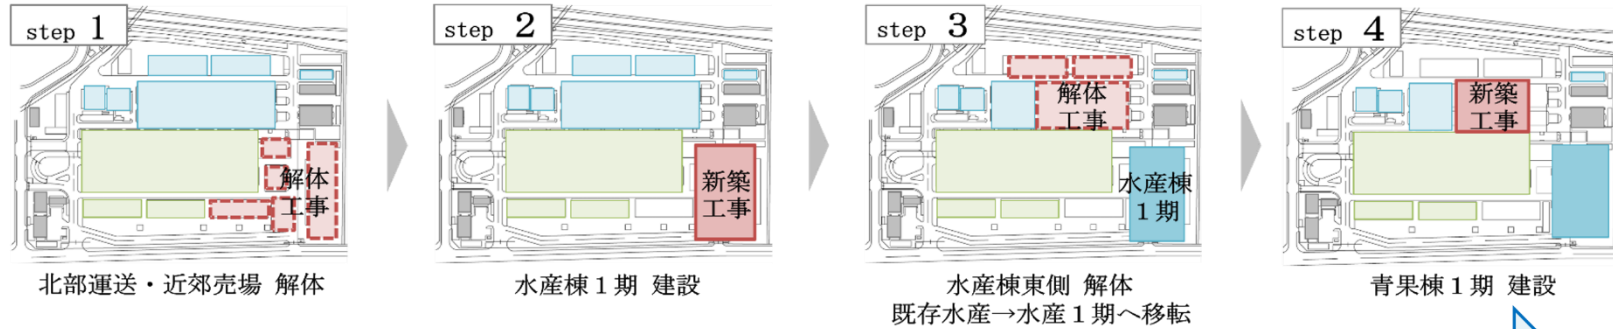 step 1
解体
工事
北部運送・近郊売場 解体
step 2
新築
工事
水産棟1期 建設
step 3
解体
工事
水産棟
1期
水産棟東側 解体
既存水産→水産1期へ移転
step 4
新築
工事
青果棟1期 建設